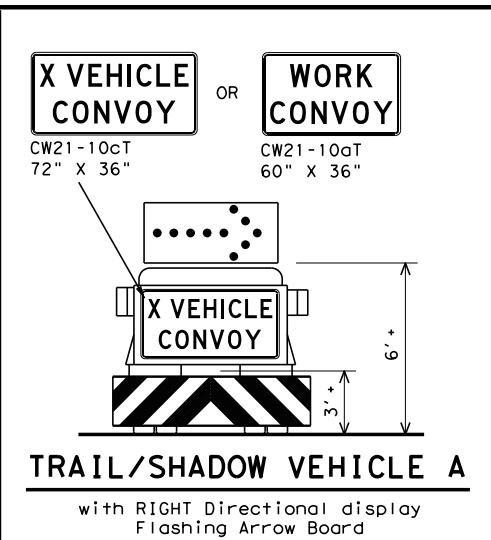 X VEHICLE
CONVOY
OR
WORK
CONVOY
CW21-10cT
72" X 36"
CW21-10aT
60" X 36"
X VEHICLE
CONVOY
6' +
3' +
TRAIL/SHADOW VEHICLE A
with RIGHT Directional display
Flashing Arrow Board